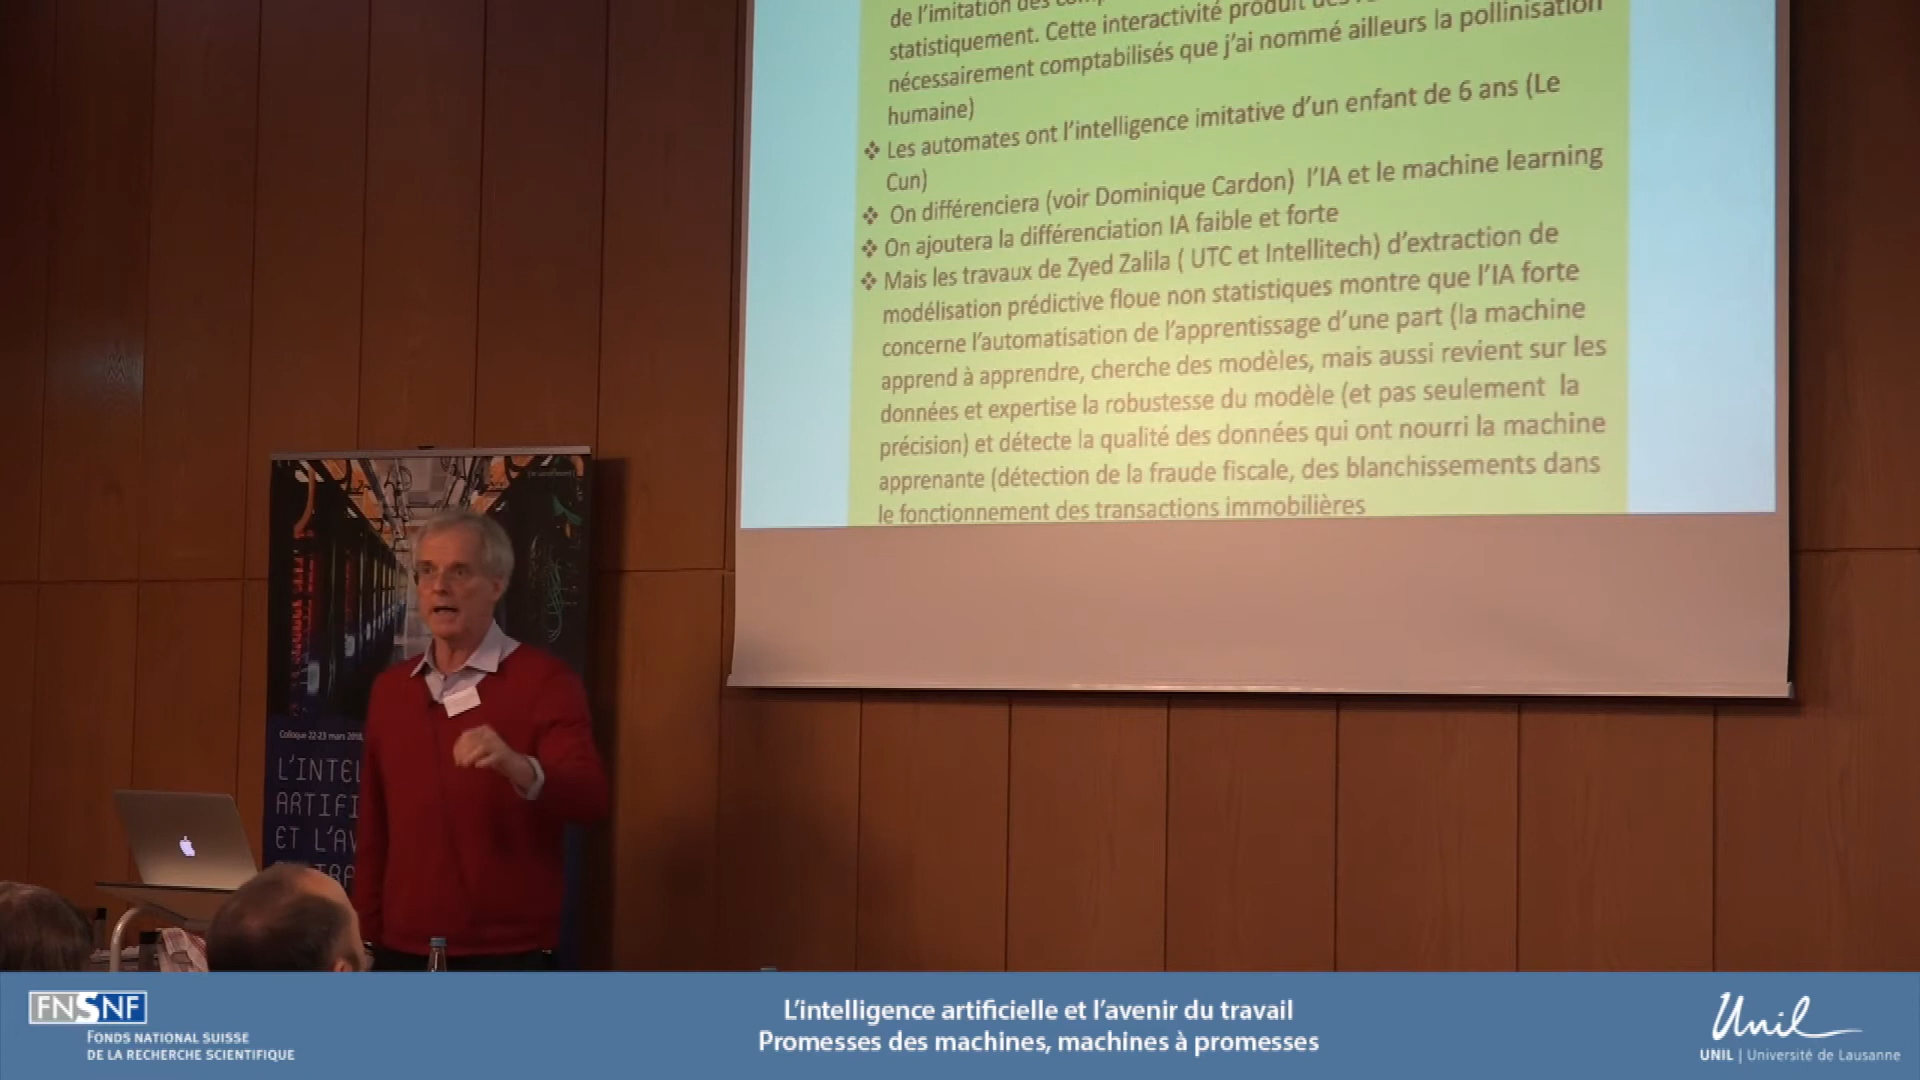 de l'imitation des
statistiquement. Cette interactivité produit des
nécessairement comptabilisés que j'ai nommé ailleurs la pollinisation
humaine)
❖ Les automates ont l'intelligence imitative d'un enfant de 6 ans (Le
Cun)
❖ On différenciera (voir Dominique Cardon) l'IA et le machine learning
❖ On ajoutera la différenciation IA faible et forte
❖ Mais les travaux de Zyed Zalila ( UTC et Intellitech) d'extraction de
modélisation prédictive floue non statistiques montre que l'IA forte
concerne l'automatisation de l'apprentissage d'une part (la machine
apprend à apprendre, cherche des modèles, mais aussi revient sur les
données et expertise la robustesse du modèle (et pas seulement la
précision) et détecte la qualité des données qui ont nourri la machine
apprenante (détection de la fraude fiscale, des blanchissements dans
le fonctionnement des transactions immobilières
Colloque 22-23 mars 2018,
L'INTEL
ARTIFI
ET L'AV
TRA
FNSNF
FONDS NATIONAL SUISSE
DE LA RECHERCHE SCIENTIFIQUE
L'intelligence artificielle et l'avenir du travail
Promesses des machines, machines à promesses
Unil
UNIL | Université de Lausanne